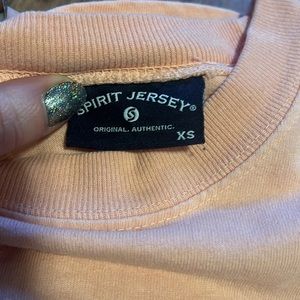 SPIRIT JERSEY®
ORIGINAL. AUTHENTIC.
XS